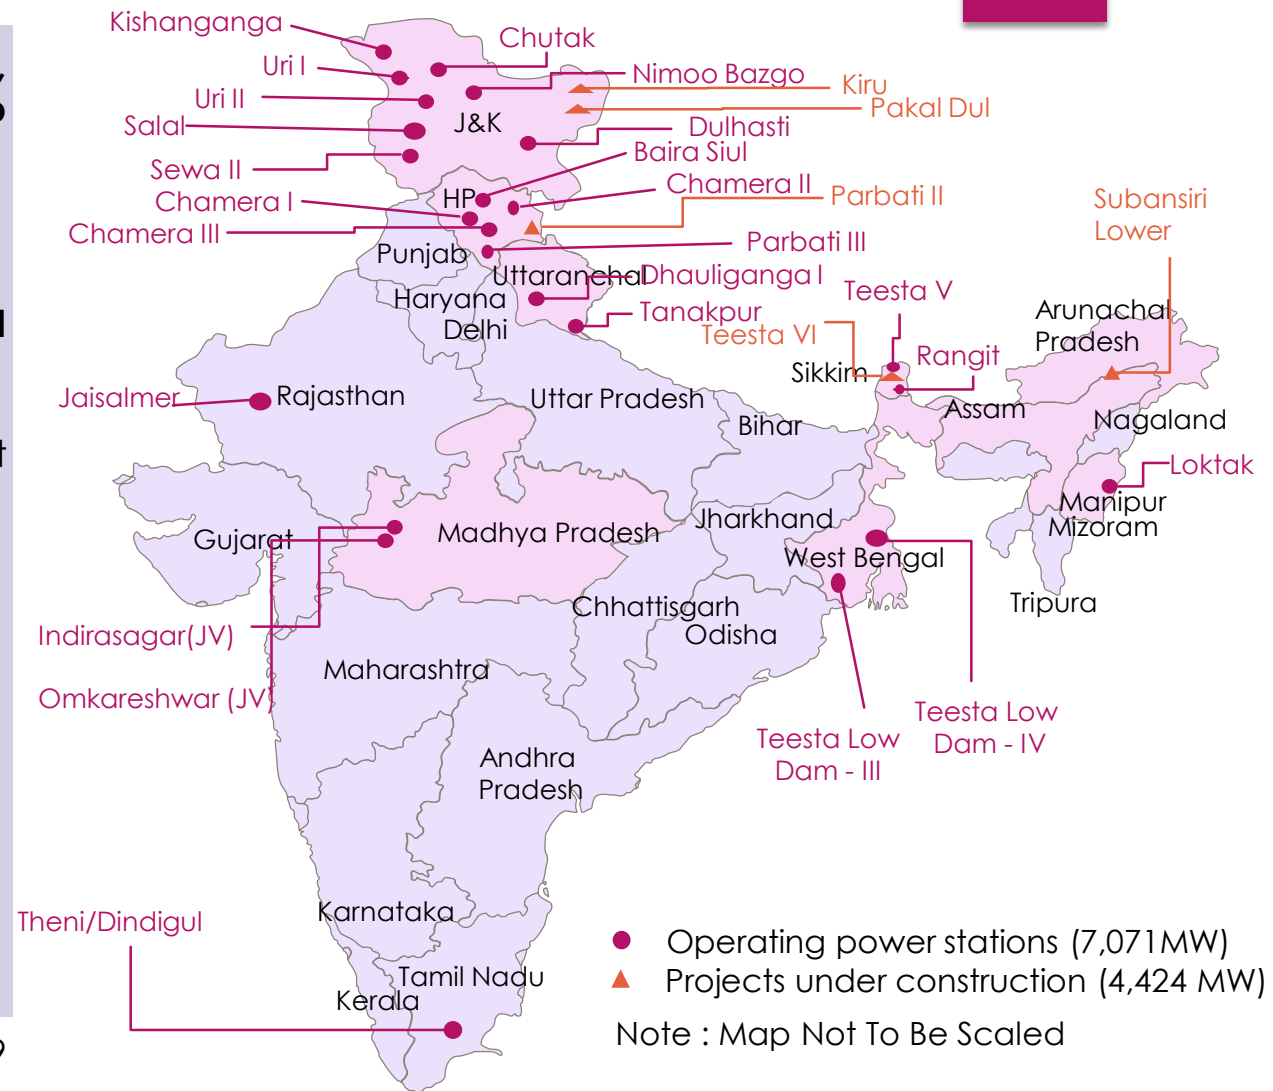 Kishanganga
Chutak
Uri I
Nimoo Bazgo
Kiru
Uri II
Pakal Dul
Salal
J&K
Dulhasti
Baira Siul
Sewa II
Chamera II
HP
Parbati II
Subansiri
Lower
Chamera I
Chamera III
Parbati III
Punjab
Uttaranchal
Dhauliganga I
Teesta V
Haryana
Arunachal
Pradesh
Tanakpur
Delhi
Teesta VI
Rangit
Sikkim
Jaisalmer
Rajasthan
Uttar Pradesh
Assam
Bihar
Nagaland
Loktak
Manipur
Mizoram
Jharkhand
Madhya Pradesh
Gujarat
West Bengal
Tripura
Chhattisgarh
Odisha
Indirasagar(JV)
Maharashtra
Omkareshwar (JV)
Teesta Low
Dam - IV
Teesta Low
Dam - III
Andhra
Pradesh
Karnataka
Theni/Dindigul
Tamil Nadu
Kerala
Operating power stations (7,071MW)
Projects under construction (4,424 MW)
Note : Map Not To Be Scaled